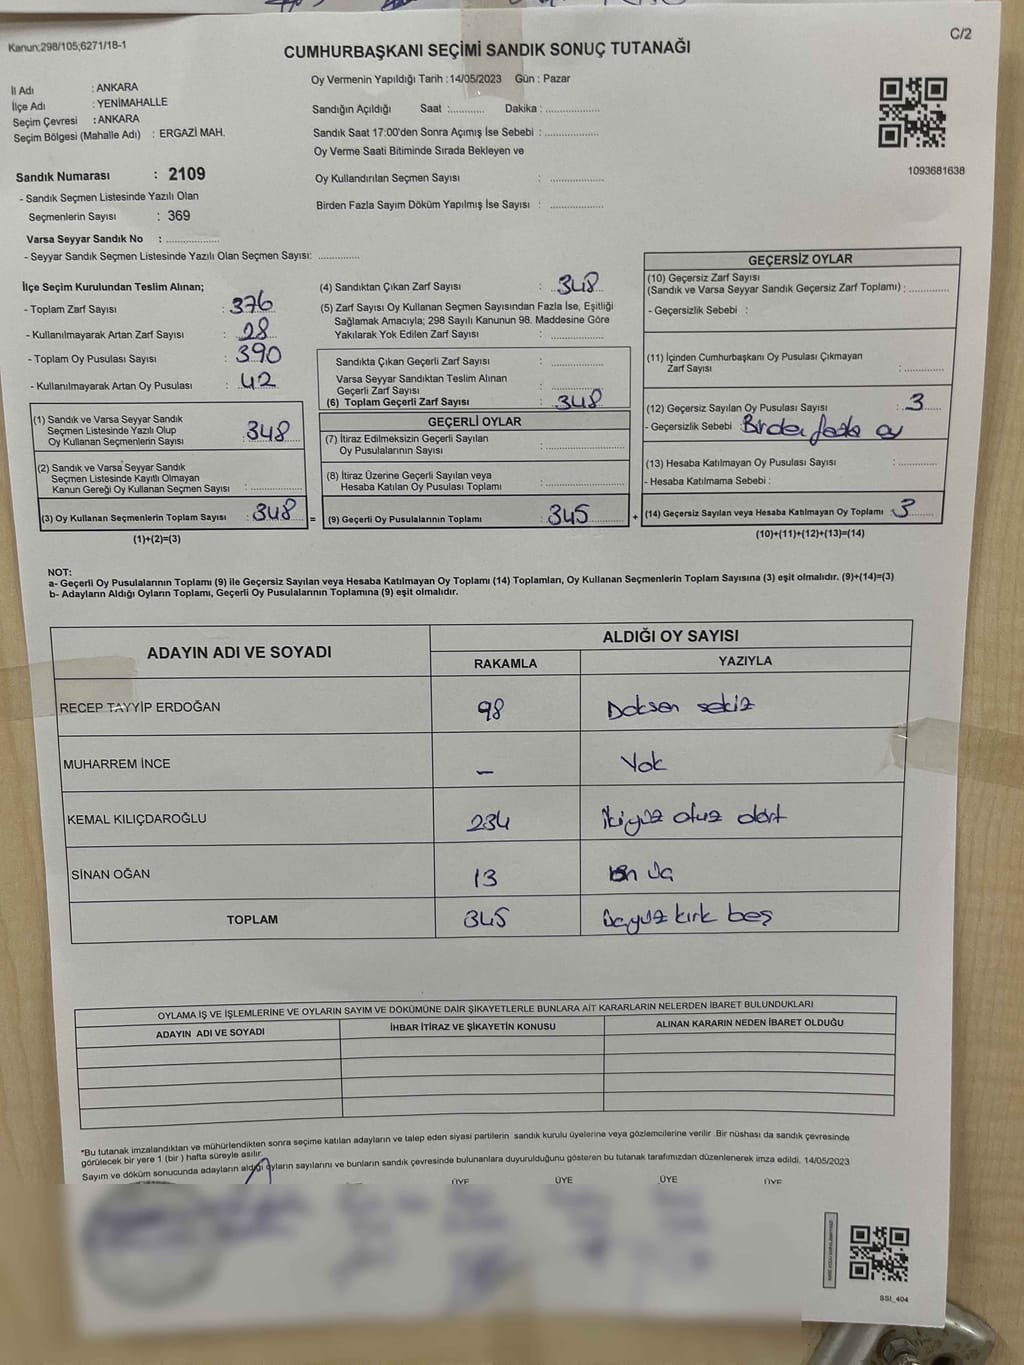 Kanun;298/105;6271/18-1
C/2
CUMHURBAŞKANI SEÇİMİ SANDIK SONUÇ TUTANAĞI
Oy Vermenin Yapıldığı Tarih :14/05/2023 Gün : Pazar
İl Adı : ANKARA
İlçe Adı : YENİMAHALLE
Seçim Çevresi : ANKARA
Seçim Bölgesi (Mahalle Adı) : ERGAZİ MAH.
Sandığın Açıldığı Saat :........... Dakika : ..................
Sandık Saat 17:00'den Sonra Açımış İse Sebebi : ..................
Oy Verme Saati Bitiminde Sırada Bekleyen ve
Oy Kullandırılan Seçmen Sayısı : ..................
Birden Fazla Sayım Döküm Yapılmış İse Sayısı : ..................
1093681638
Sandık Numarası : 2109
- Sandık Seçmen Listesinde Yazılı Olan
Seçmenlerin Sayısı : 369
Varsa Seyyar Sandık No : ..................
- Seyyar Sandık Seçmen Listesinde Yazılı Olan Seçmen Sayısı: ..............
İlçe Seçim Kurulundan Teslim Alınan;
- Toplam Zarf Sayısı : 376
- Kullanılmayarak Artan Zarf Sayısı : 28
- Toplam Oy Pusulası Sayısı : 390
- Kullanılmayarak Artan Oy Pusulası : 42
(1) Sandık ve Varsa Seyyar Sandık
Seçmen Listesinde Yazılı Olup
Oy Kullanan Seçmenlerin Sayısı : 348
(2) Sandık ve Varsa Seyyar Sandık
Seçmen Listesinde Kayıtlı Olmayan
Kanun Gereği Oy Kullanan Seçmen Sayısı : ..................
(3) Oy Kullanan Seçmenlerin Toplam Sayısı : 348 =
(1)+(2)=(3)
(4) Sandıktan Çıkan Zarf Sayısı : 348
(5) Zarf Sayısı Oy Kullanan Seçmen Sayısından Fazla İse, Eşitliği
Sağlamak Amacıyla; 298 Sayılı Kanunun 98. Maddesine Göre
Yakılarak Yok Edilen Zarf Sayısı : ..................
Sandıkta Çıkan Geçerli Zarf Sayısı : ..................
Varsa Seyyar Sandıktan Teslim Alınan
Geçerli Zarf Sayısı : ..................
(6) Toplam Geçerli Zarf Sayısı : 348
GEÇERLİ OYLAR
(7) İtiraz Edilmeksizin Geçerli Sayılan
Oy Pusulalarının Sayısı : ..................
(8) İtiraz Üzerine Geçerli Sayılan veya
Hesaba Katılan Oy Pusulası Toplamı : ..................
(9) Geçerli Oy Pusulalarının Toplamı : 345 +
GEÇERSİZ OYLAR
(10) Geçersiz Zarf Sayısı
(Sandık ve Varsa Seyyar Sandık Geçersiz Zarf Toplamı) : ..............
- Geçersizlik Sebebi :
(11) İçinden Cumhurbaşkanı Oy Pusulası Çıkmayan
Zarf Sayısı : ..............
(12) Geçersiz Sayılan Oy Pusulası Sayısı : 3
- Geçersizlik Sebebi : Birden fazla oy
(13) Hesaba Katılmayan Oy Pusulası Sayısı : ..............
- Hesaba Katılmama Sebebi :
(14) Geçersiz Sayılan veya Hesaba Katılmayan Oy Toplamı : 3
(10)+(11)+(12)+(13)=(14)
NOT:
a- Geçerli Oy Pusulalarının Toplamı (9) ile Geçersiz Sayılan veya Hesaba Katılmayan Oy Toplamı (14) Toplamları, Oy Kullanan Seçmenlerin Toplam Sayısına (3) eşit olmalıdır. (9)+(14)=(3)
b- Adayların Aldığı Oyların Toplamı, Geçerli Oy Pusulalarının Toplamına (9) eşit olmalıdır.
ADAYIN ADI VE SOYADI ALDIĞI OY SAYISI
RAKAMLA YAZIYLA
RECEP TAYYİP ERDOĞAN 98 Doksan sekiz
MUHARREM İNCE - Yok
KEMAL KILIÇDAROĞLU 234 ikiyüz otuz dört
SİNAN OĞAN 13 on üç
TOPLAM 345 üçyüz kırk beş
OYLAMA İŞ VE İŞLEMLERİNE VE OYLARIN SAYIM VE DÖKÜMÜNE DAİR ŞİKAYETLERLE BUNLARA AİT KARARLARIN NELERDEN İBARET BULUNDUKLARI
ADAYIN ADI VE SOYADI İHBAR İTİRAZ VE ŞİKAYETİN KONUSU ALINAN KARARIN NEDEN İBARET OLDUĞU
*Bu tutanak imzalandıktan ve mühürlendikten sonra seçime katılan adayların ve talep eden siyasi partilerin sandık kurulu üyelerine veya gözlemcilerine verilir .Bir nüshası da sandık çevresinde
görülecek bir yere 1 (bir ) hafta süreyle asılır.
Sayım ve döküm sonucunda adayların aldığı oyların sayılarını ve bunların sandık çevresinde bulunanlara duyurulduğunu gösteren bu tutanak tarafımızdan düzenlenerek imza edildi. 14/05/2023
ÜYE ÜYE ÜYE ÜYE
SSI_404